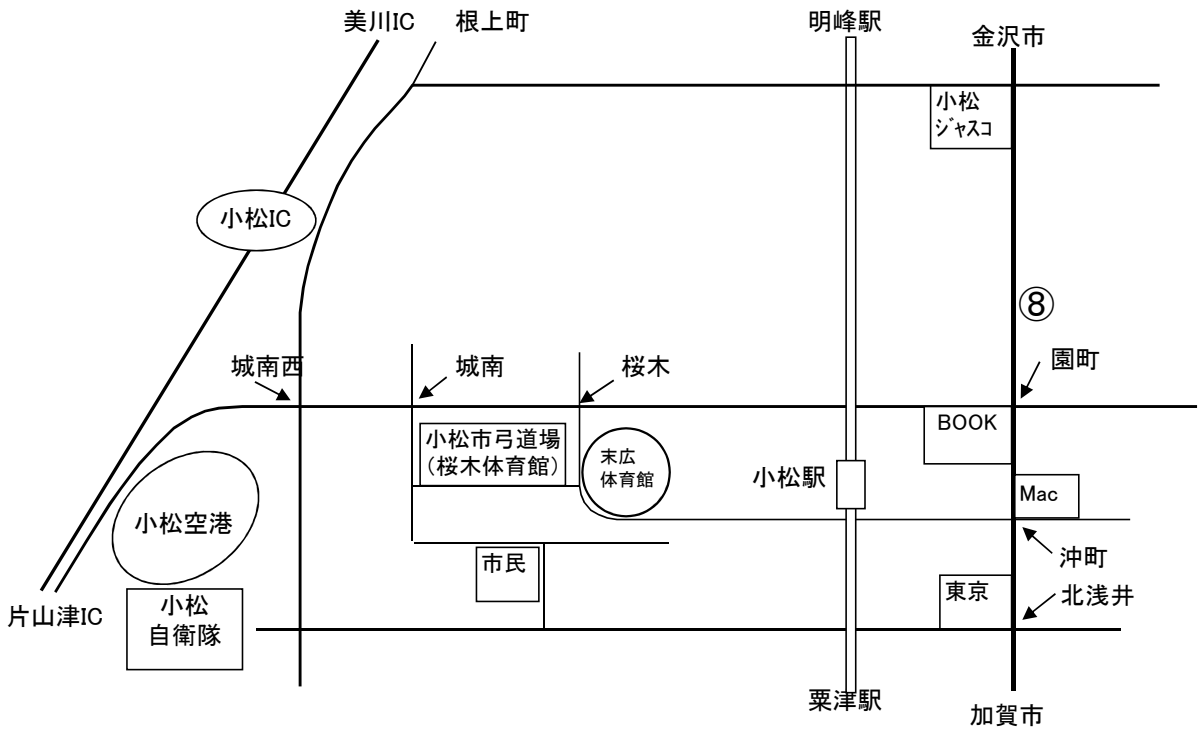 美川IC
根上町
明峰駅
金沢市
小松
ｼﾞｬｽｺ
小松IC
⑧
城南西
城南
桜木
園町
小松市弓道場
(桜木体育館)
末広
体育館
小松駅
BOOK
Mac
小松空港
沖町
市民
東京
北浅井
片山津IC
小松
自衛隊
粟津駅
加賀市